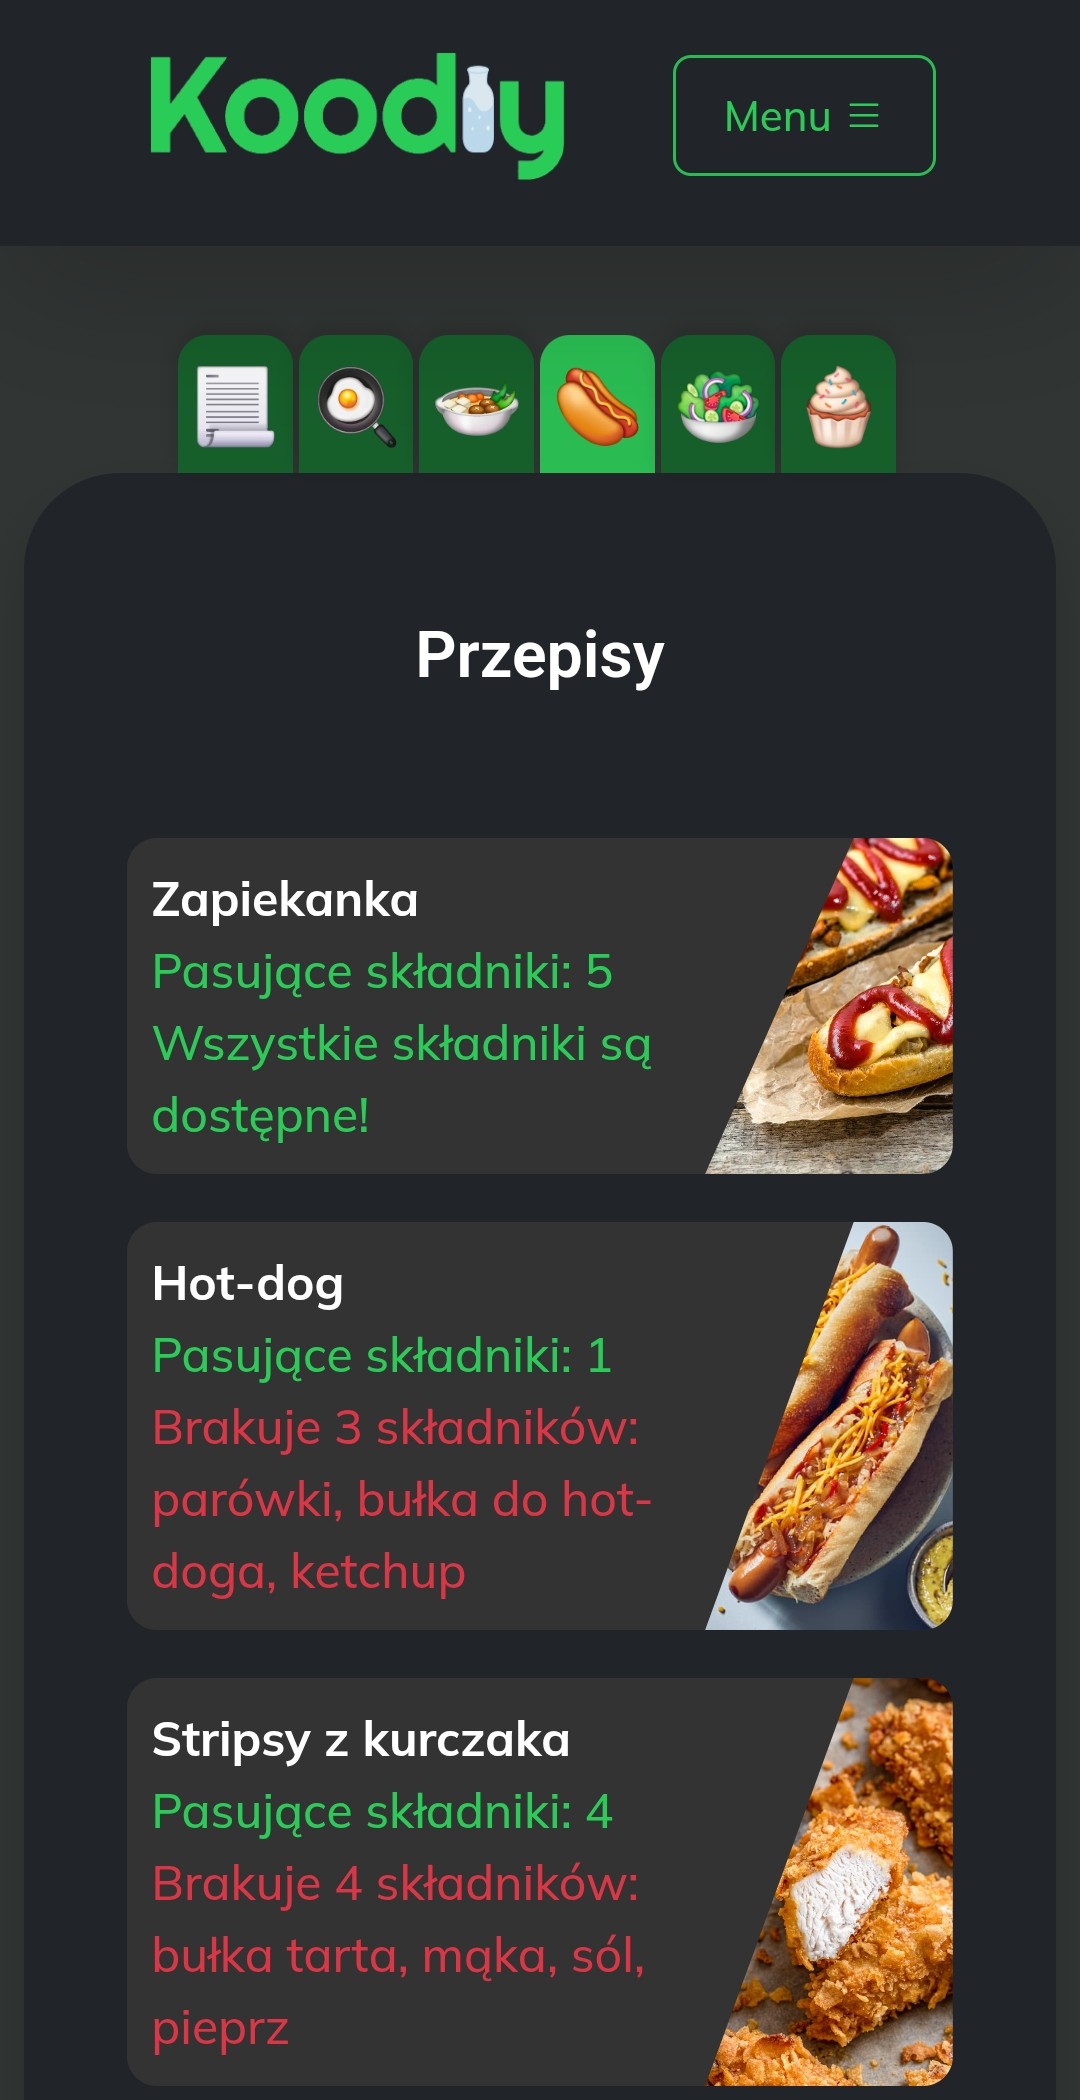 Koodly
Menu
Przepisy
Zapiekanka
Pasujące składniki: 5
Wszystkie składniki są
dostępne!
Hot-dog
Pasujące składniki: 1
Brakuje 3 składników:
parówki, bułka do hot-
doga, ketchup
Stripsy z kurczaka
Pasujące składniki: 4
Brakuje 4 składników:
bułka tarta, mąka, sól,
pieprz